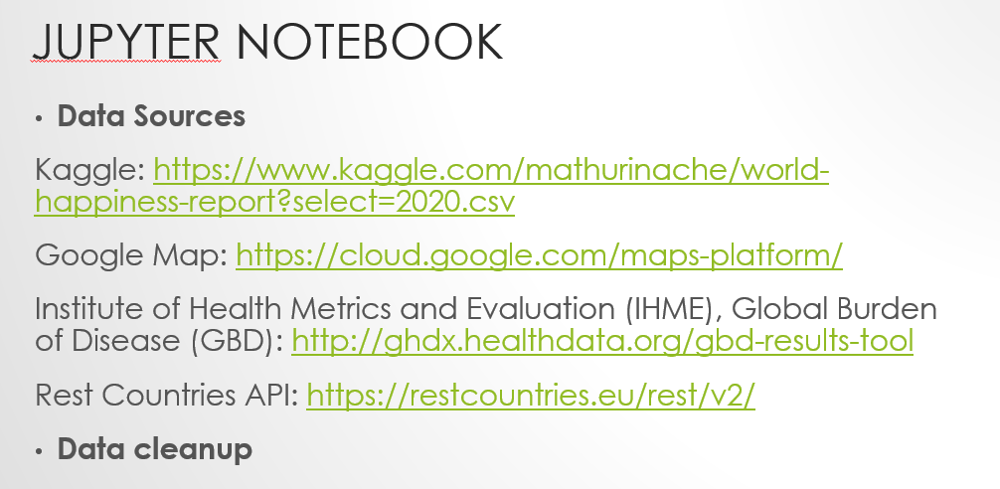 JUPYTER NOTEBOOK
• Data Sources
Kaggle: https://www.kaggle.com/mathurinache/world-
happiness-report?select=2020.csv
Google Map: https://cloud.google.com/maps-platform/
Institute of Health Metrics and Evaluation (IHME), Global Burden
of Disease (GBD): http://ghdx.healthdata.org/gbd-results-tool
Rest Countries API: https://restcountries.eu/rest/v2/
• Data cleanup